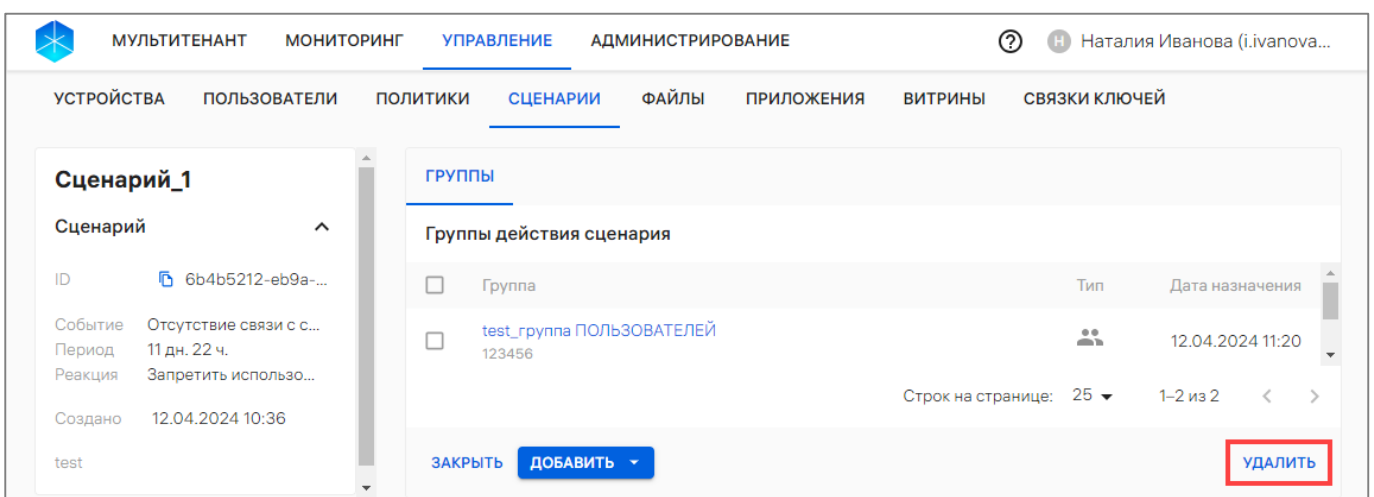 МУЛЬТИТЕНАНТ МОНИТОРИНГ УПРАВЛЕНИЕ АДМИНИСТРИРОВАНИЕ ? Н Наталия Иванова (i.ivanova...
УСТРОЙСТВА ПОЛЬЗОВАТЕЛИ ПОЛИТИКИ СЦЕНАРИИ ФАЙЛЫ ПРИЛОЖЕНИЯ ВИТРИНЫ СВЯЗКИ КЛЮЧЕЙ
Сценарий_1
Сценарий
ID 6b4b5212-eb9a-...
Событие Отсутствие связи с с...
Период 11 дн. 22 ч.
Реакция Запретить использо...
Создано 12.04.2024 10:36
test
ГРУППЫ
Группы действия сценария
Группа Тип Дата назначения
test_группа ПОЛЬЗОВАТЕЛЕЙ
123456
12.04.2024 11:20
Строк на странице: 25 1–2 из 2
ЗАКРЫТЬ ДОБАВИТЬ УДАЛИТЬ